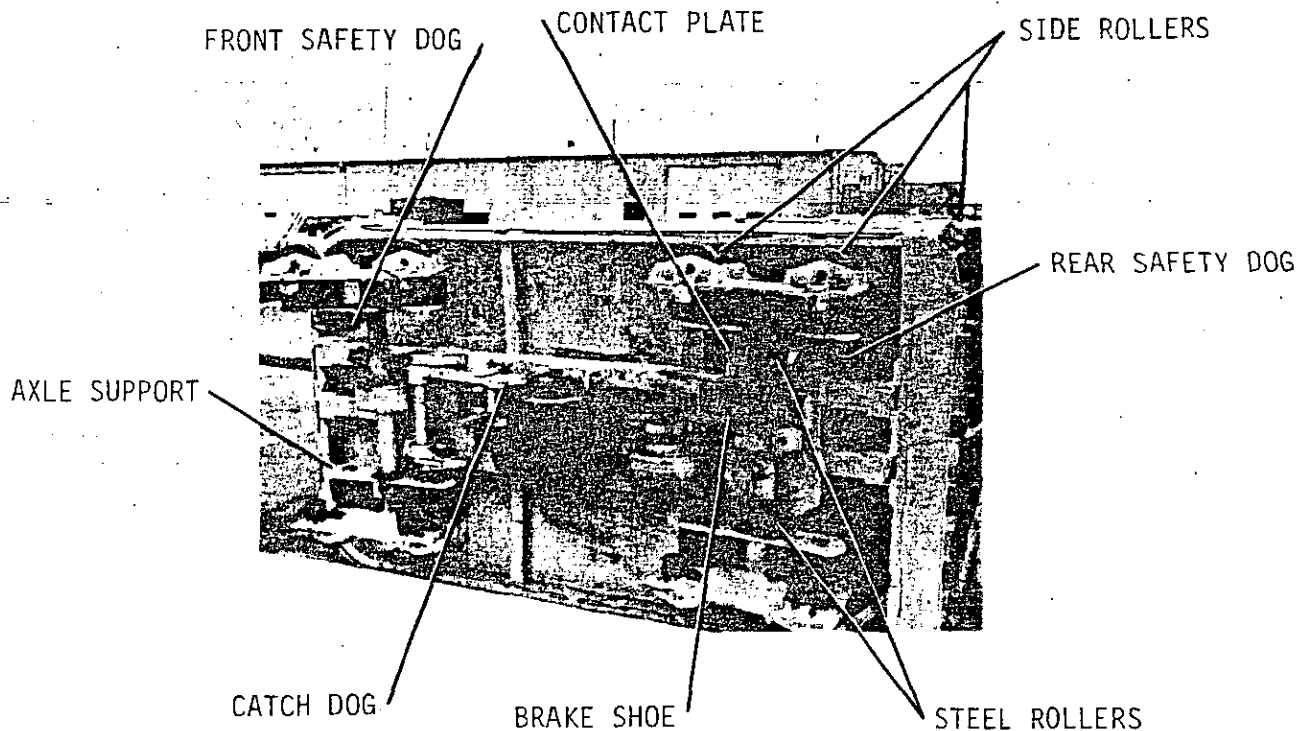 CONTACT PLATE
FRONT SAFETY DOG
SIDE ROLLERS
REAR SAFETY DOG
AXLE SUPPORT
CATCH DOG
BRAKE SHOE
STEEL ROLLERS